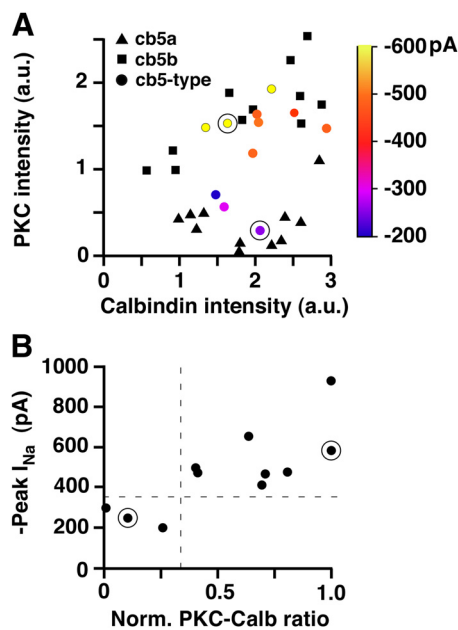 A
PKC intensity (a.u.)
2
1
0
▲ cb5a
■ cb5b
● cb5-type
0 1 2 3
Calbindin intensity (a.u.)
-600 pA
-500
-400
-300
-200
B
-Peak I_Na (pA)
1000
800
600
400
200
0
0 0.5 1.0
Norm. PKC-Calb ratio